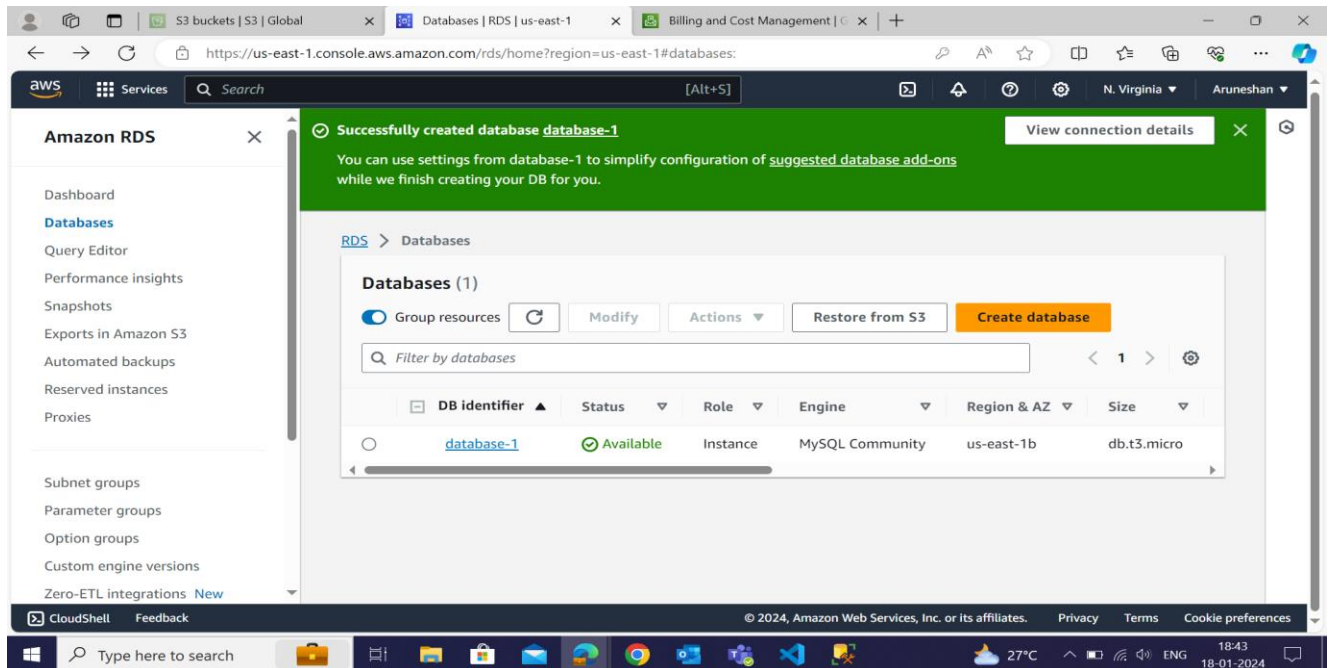 S3 buckets | S3 | Global
Databases | RDS | us-east-1
Billing and Cost Management |
https://us-east-1.console.aws.amazon.com/rds/home?region=us-east-1#databases:
aws Services Search [Alt+S] N. Virginia Aruneshan
Amazon RDS
Dashboard
Databases
Query Editor
Performance insights
Snapshots
Exports in Amazon S3
Automated backups
Reserved instances
Proxies
Subnet groups
Parameter groups
Option groups
Custom engine versions
Zero-ETL integrations New
Successfully created database database-1
View connection details
You can use settings from database-1 to simplify configuration of suggested database add-ons
while we finish creating your DB for you.
RDS > Databases
Databases (1)
Group resources Modify Actions Restore from S3 Create database
Filter by databases
1
DB identifier Status Role Engine Region & AZ Size
database-1 Available Instance MySQL Community us-east-1b db.t3.micro
CloudShell Feedback © 2024, Amazon Web Services, Inc. or its affiliates. Privacy Terms Cookie preferences
Type here to search 27°C ENG 18:43
18-01-2024